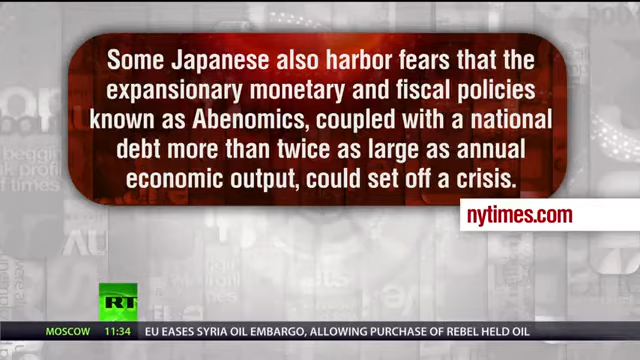 Some Japanese also harbor fears that the
expansionary monetary and fiscal policies
known as Abenomics, coupled with a national
debt more than twice as large as annual
economic output, could set off a crisis.
nytimes.com
RT
MOSCOW 11:34 EU EASES SYRIA OIL EMBARGO, ALLOWING PURCHASE OF REBEL HELD OIL